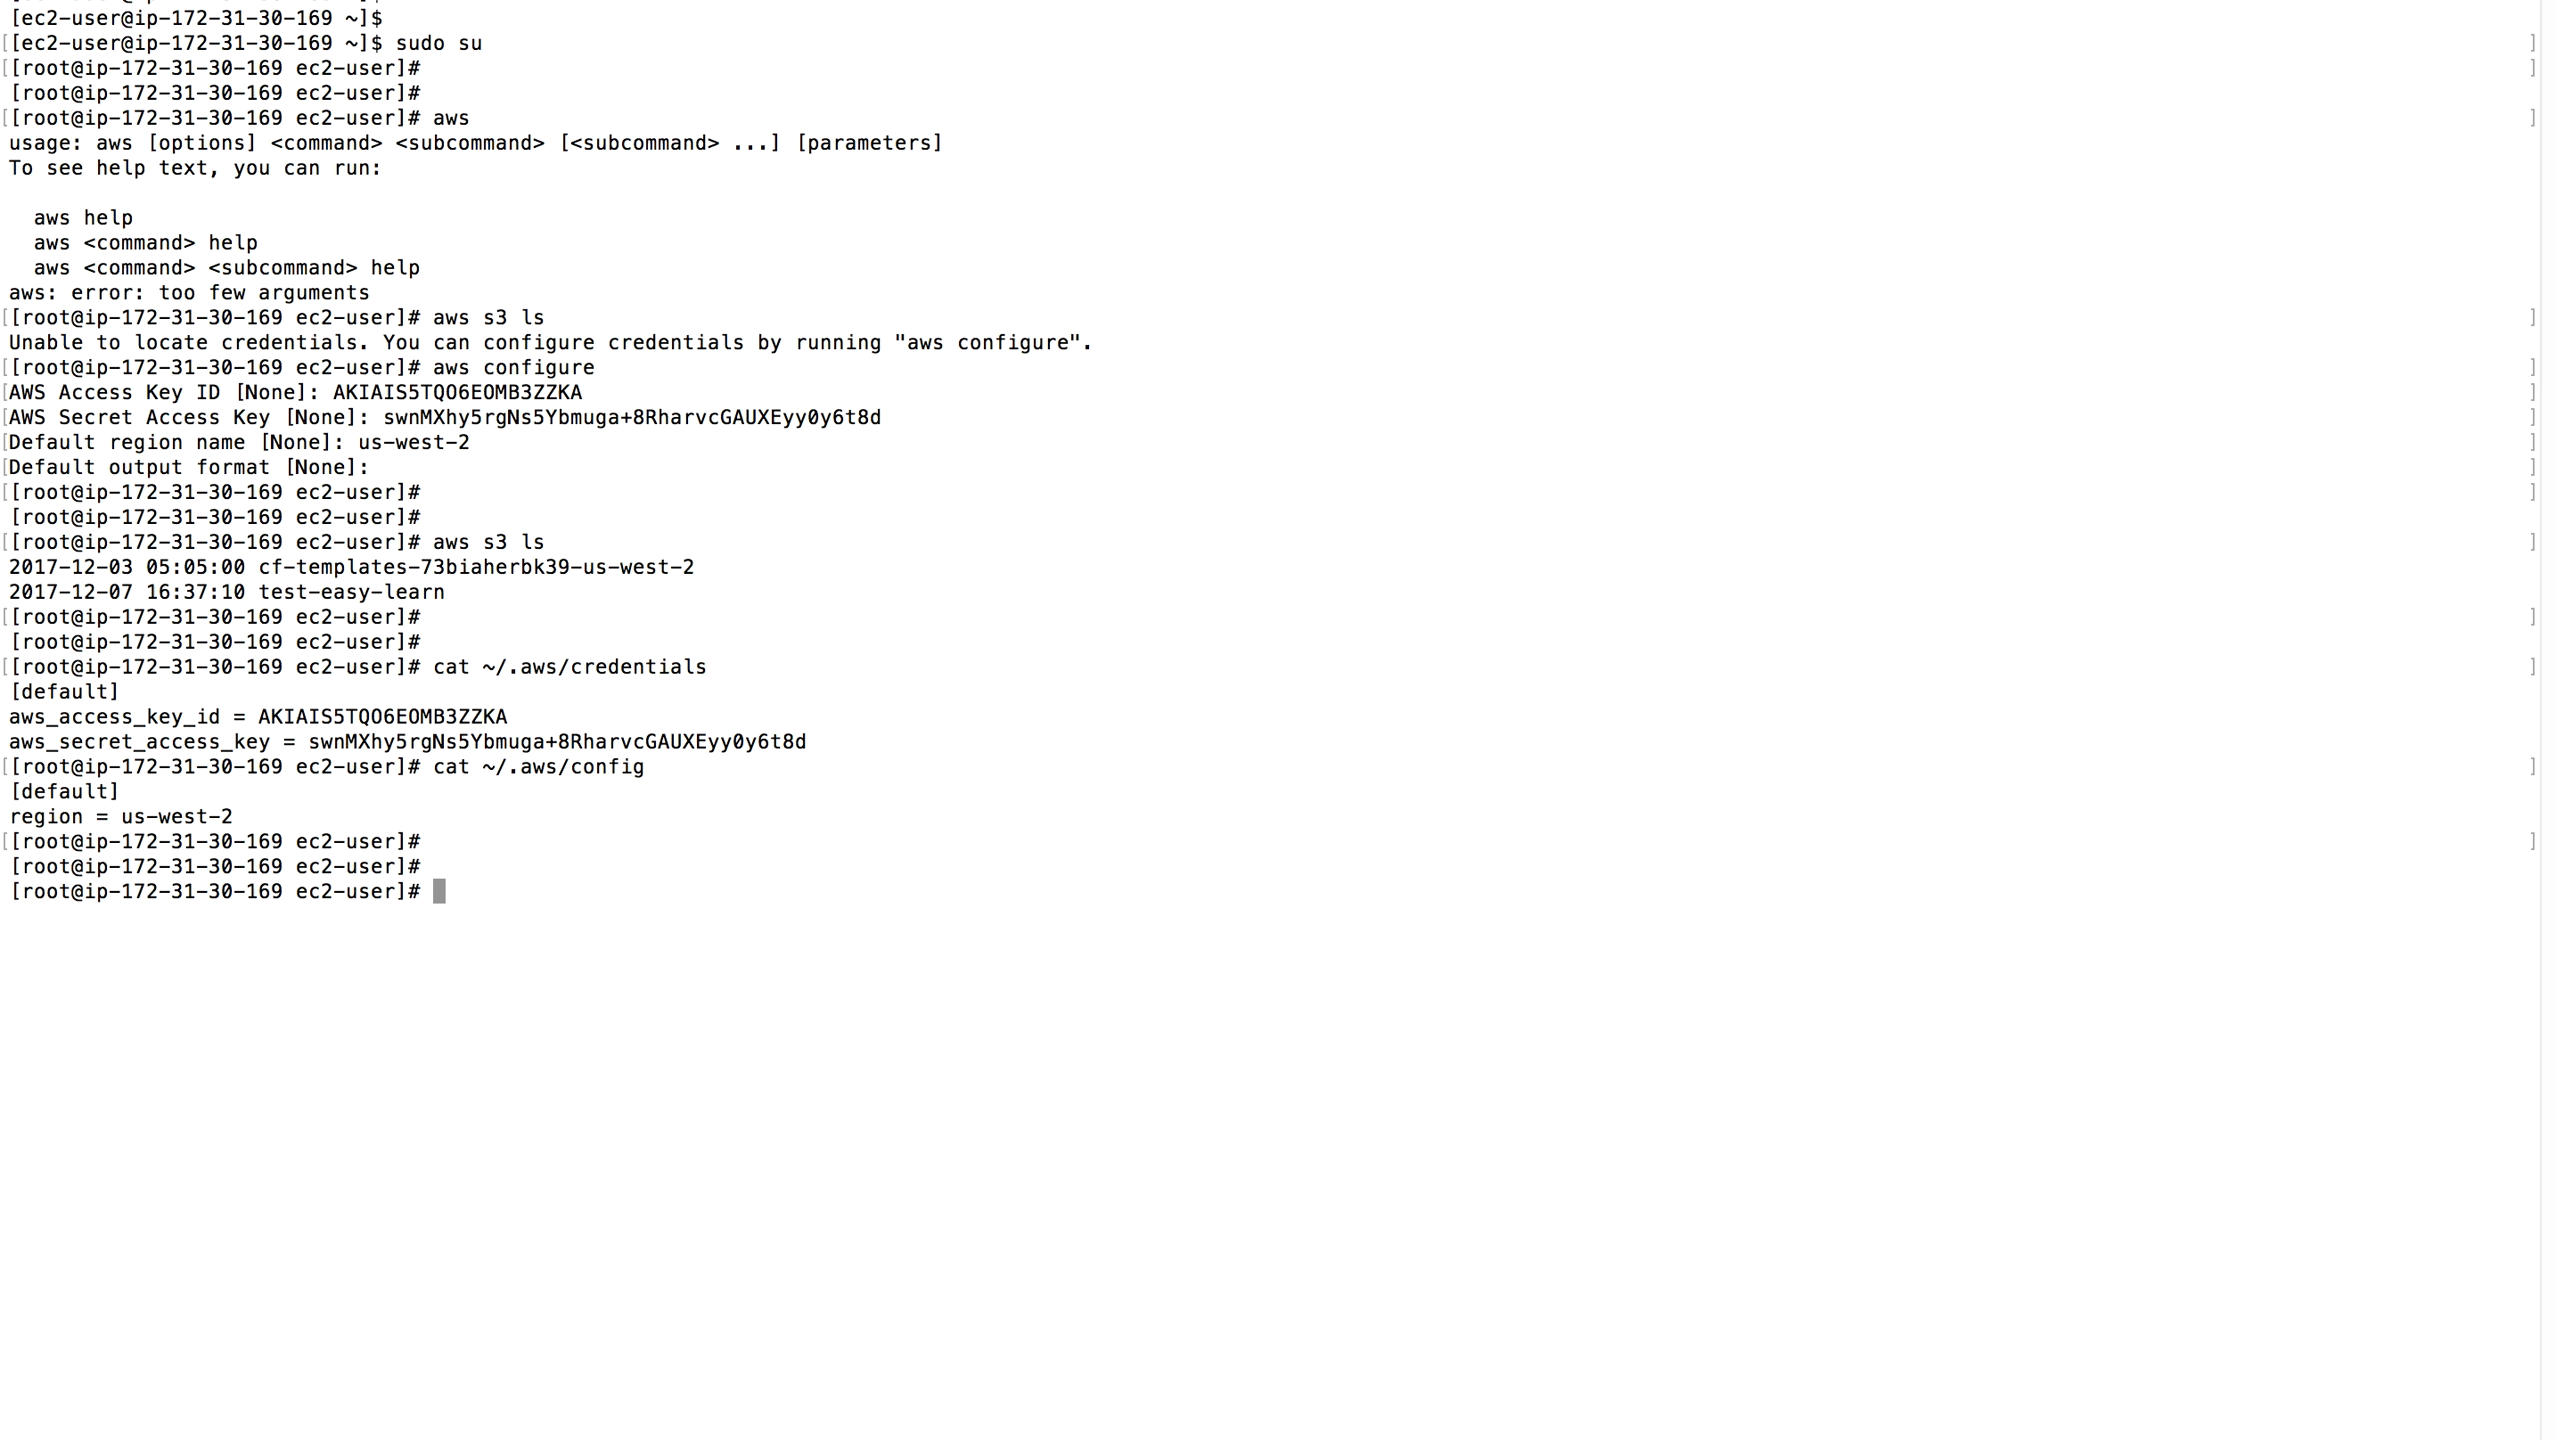 [ec2-user@ip-172-31-30-169 ~]$
[[ec2-user@ip-172-31-30-169 ~]$ sudo su ]
[[root@ip-172-31-30-169 ec2-user]# ]
[root@ip-172-31-30-169 ec2-user]#
[[root@ip-172-31-30-169 ec2-user]# aws ]
usage: aws [options] <command> <subcommand> [<subcommand> ...] [parameters]
To see help text, you can run:
aws help
aws <command> help
aws <command> <subcommand> help
aws: error: too few arguments
[[root@ip-172-31-30-169 ec2-user]# aws s3 ls ]
Unable to locate credentials. You can configure credentials by running "aws configure".
[[root@ip-172-31-30-169 ec2-user]# aws configure ]
[AWS Access Key ID [None]: AKIAIS5TQO6EOMB3ZZKA ]
[AWS Secret Access Key [None]: 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 ]
[Default region name [None]: us-west-2 ]
[Default output format [None]: ]
[[root@ip-172-31-30-169 ec2-user]# ]
[root@ip-172-31-30-169 ec2-user]#
[[root@ip-172-31-30-169 ec2-user]# aws s3 ls ]
2017-12-03 05:05:00 cf-templates-73biaherbk39-us-west-2
2017-12-07 16:37:10 test-easy-learn
[[root@ip-172-31-30-169 ec2-user]# ]
[root@ip-172-31-30-169 ec2-user]#
[[root@ip-172-31-30-169 ec2-user]# cat ~/.aws/credentials ]
[default]
aws_access_key_id = AKIAIS5TQO6EOMB3ZZKA
aws_secret_access_key = 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
[[root@ip-172-31-30-169 ec2-user]# cat ~/.aws/config ]
[default]
region = us-west-2
[[root@ip-172-31-30-169 ec2-user]# ]
[root@ip-172-31-30-169 ec2-user]#
[root@ip-172-31-30-169 ec2-user]#